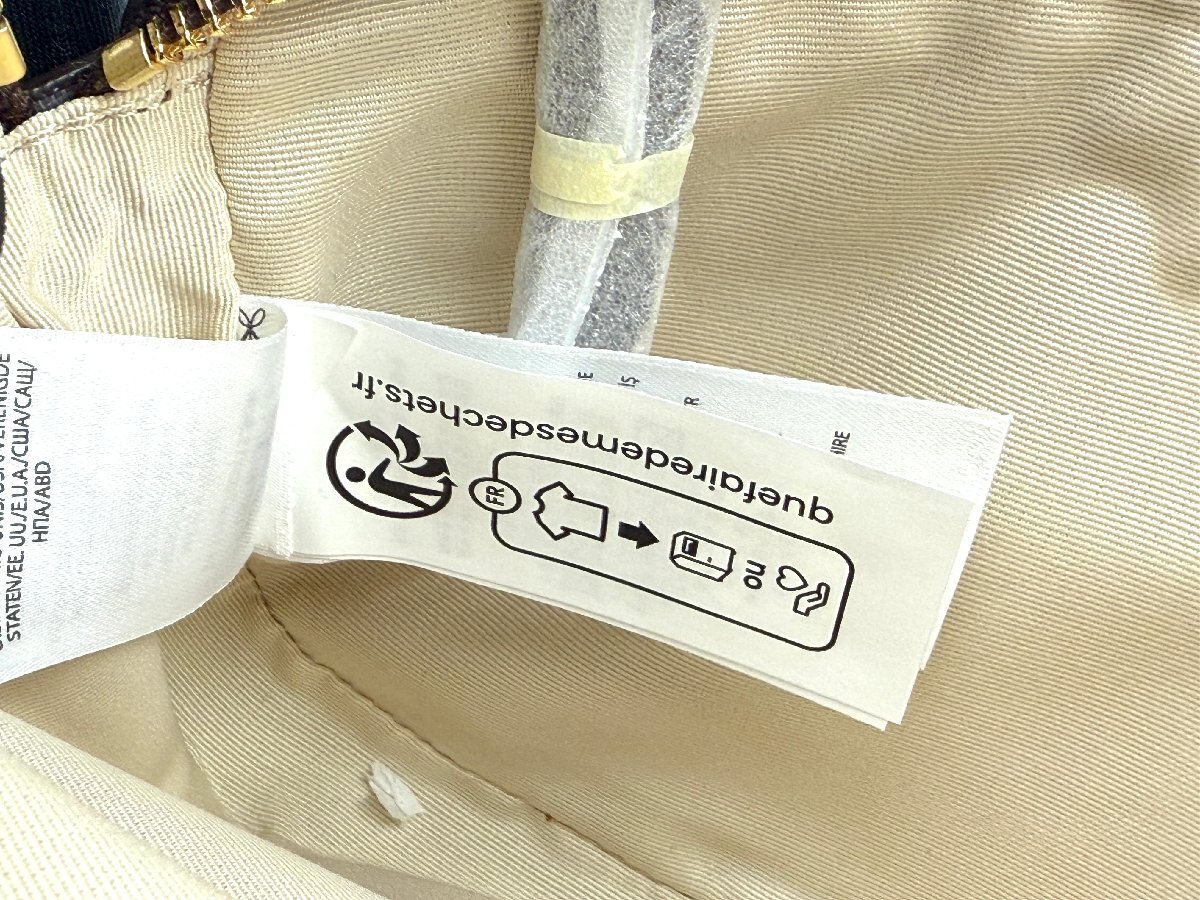 STATEN/EE. UU./E.U.A./США/САЩ/
НПА/ABD
FR
OU
quefairedemesdechets.fr